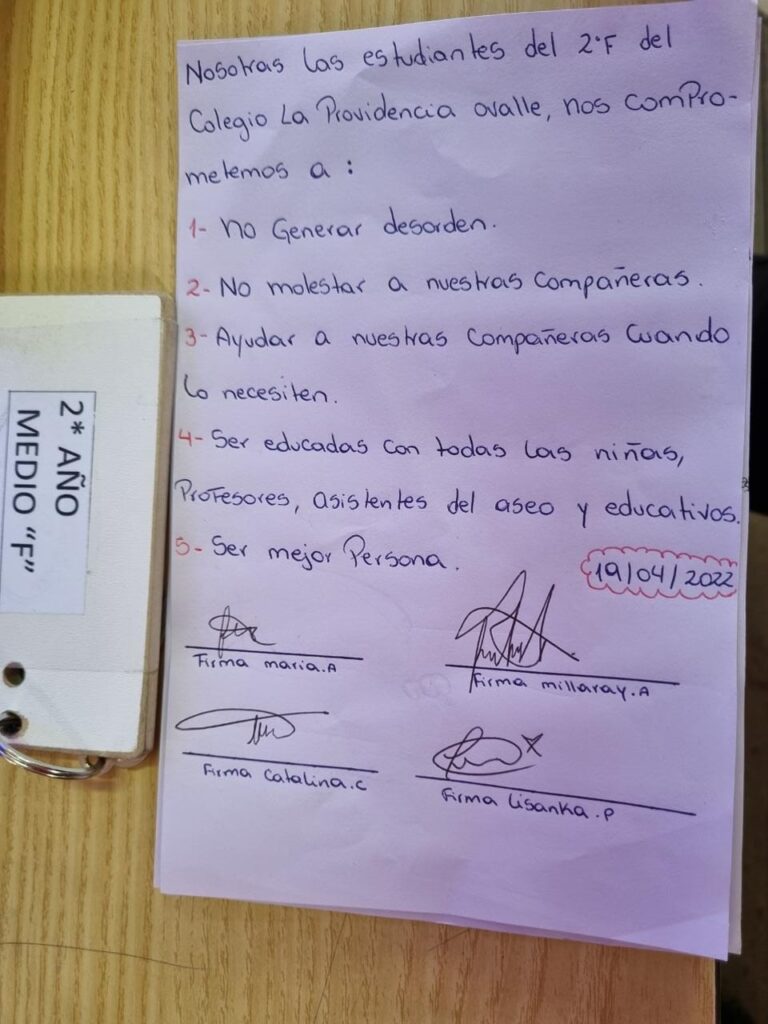 Nosotras las estudiantes del 2°F del
Colegio La Providencia ovalle, nos compro-
metemos a :
1- no Generar desorden.
2- No molestar a nuestras compañeras.
3- Ayudar a nuestras compañeras cuando
lo necesiten.
4- Ser educadas con todas las niñas,
Profesores, asistentes del aseo y educativos.
5- Ser mejor Persona.
19/04/2022
Firma maria.A
Firma millaray.A
Firma Catalina.C
Firma Lisanka.P
2* AÑO
MEDIO "F"